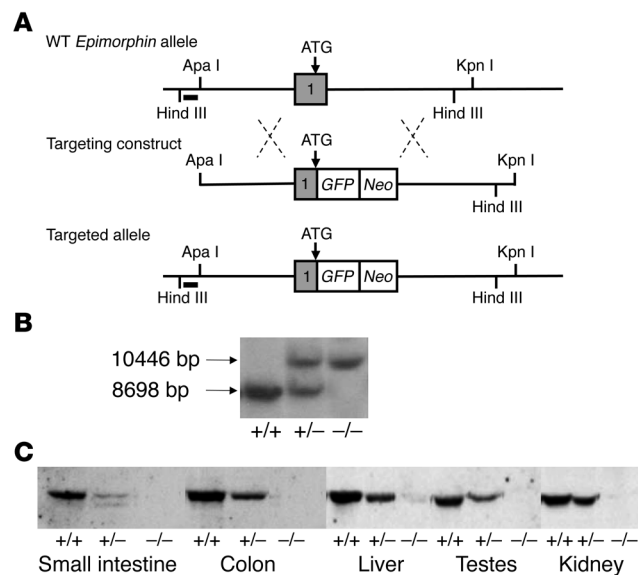 A
WT Epimorphin allele
ATG
Apa I
1
Kpn I
Hind III
Hind III
Targeting construct
ATG
Apa I
Kpn I
1 GFP Neo
Hind III
Targeted allele
ATG
Apa I
Kpn I
1 GFP Neo
Hind III
Hind III
B
10446 bp
8698 bp
+/+ +/− −/−
C
+/+ +/− −/− +/+ +/− −/− +/+ +/− −/− +/+ +/− −/− +/+ +/− −/−
Small intestine Colon Liver Testes Kidney